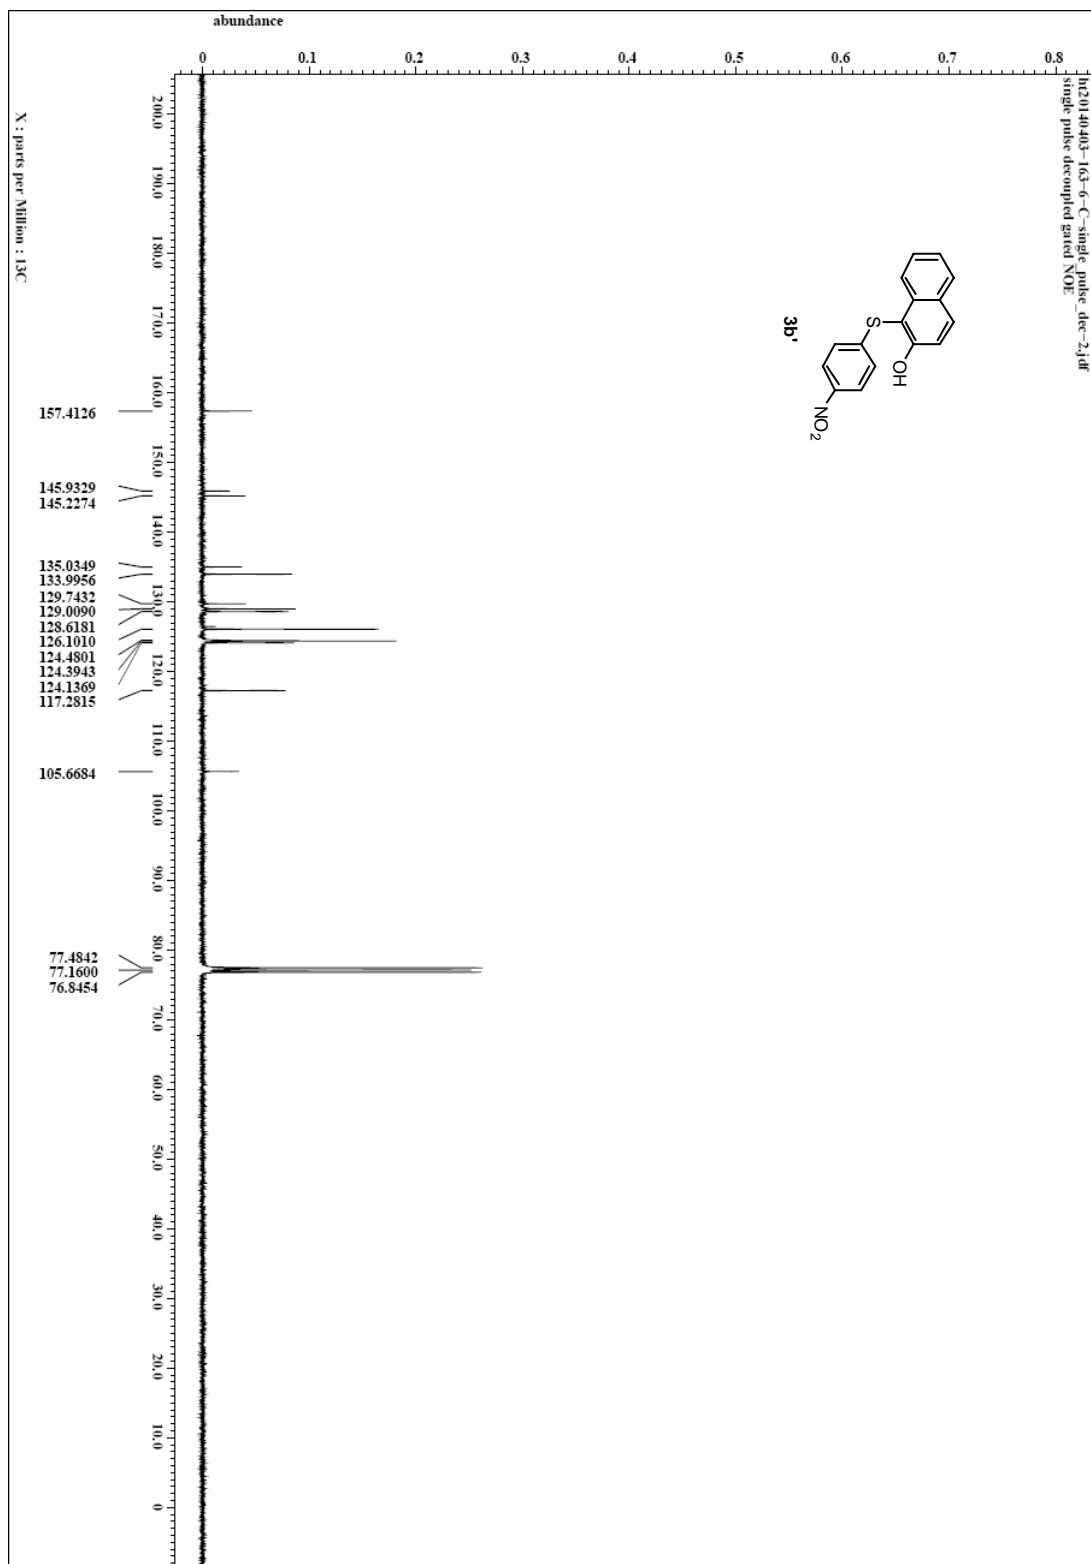 hr20140403-163-6-C-single_pulse_dec-2.jdf
single pulse decoupled gated NOE
abundance
0 0.1 0.2 0.3 0.4 0.5 0.6 0.7 0.8
OH
S
NO2
3b'
200.0 190.0 180.0 170.0 160.0 150.0 140.0 130.0 120.0 110.0 100.0 90.0 80.0 70.0 60.0 50.0 40.0 30.0 20.0 10.0 0
157.4126
145.9329
145.2274
135.0349
133.9956
129.7432
129.0090
128.6181
126.1010
124.4801
124.3943
124.1369
117.2815
105.6684
77.4842
77.1600
76.8454
X : parts per Million : 13C